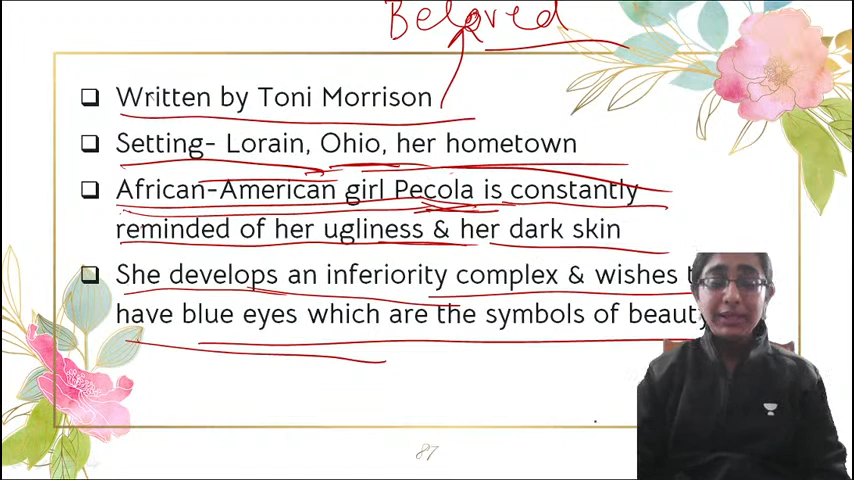 Beloved
Written by Toni Morrison
Setting- Lorain, Ohio, her hometown
African-American girl Pecola is constantly
reminded of her ugliness & her dark skin
She develops an inferiority complex & wishes
have blue eyes which are the symbols of beauty
87